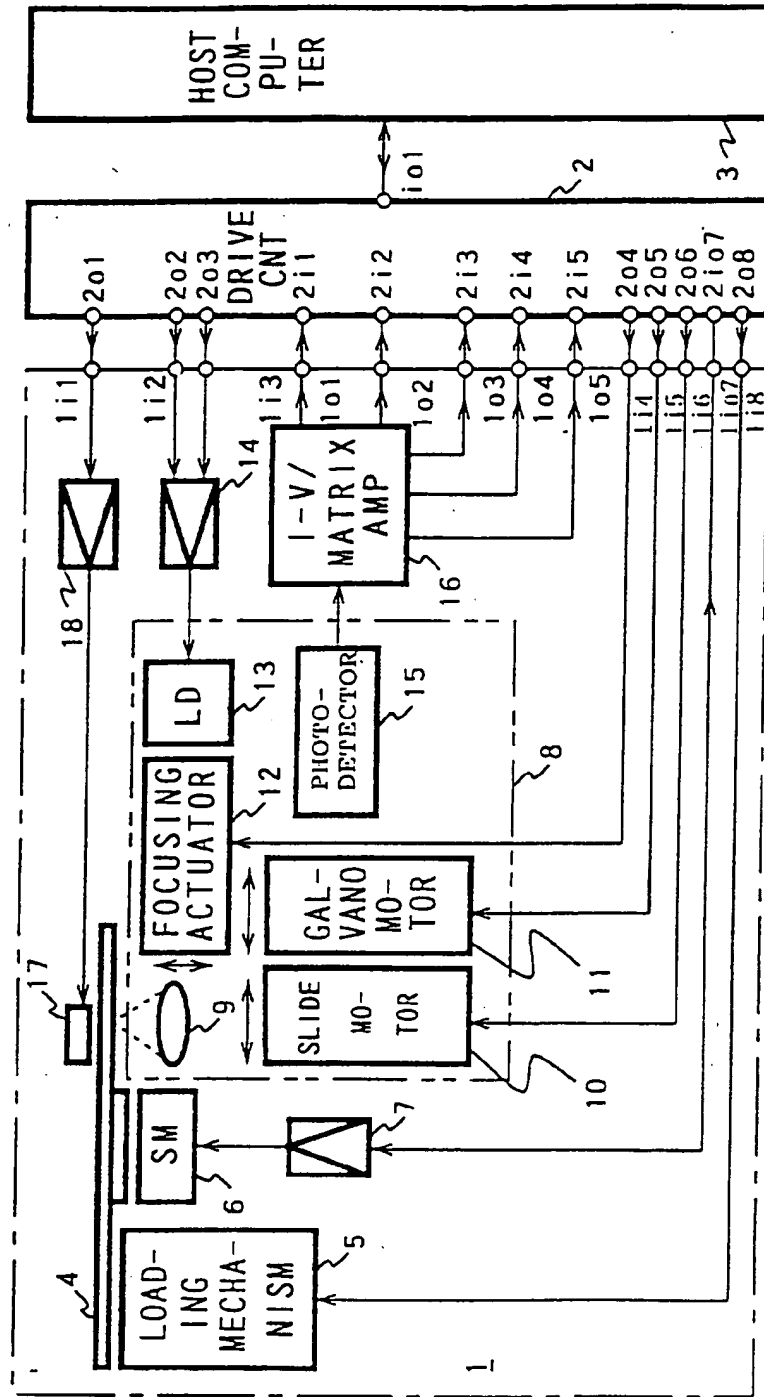 HOST
COM-
PU-
TER
3
io1
2
DRIVE
CNT
2o1
2o2
2o3
2i1
2i2
2i3
2i4
2i5
2o4
2o5
2o6
2io7
2o8
1i1
1i2
1i3
1o1
1o2
1o3
1o4
1o5
1i4
1i5
1i6
1io7
1i8
18
14
I-V/
MATRIX
AMP
16
LD
13
PHOTO-
DETECTOR
15
FOCUSING
ACTUATOR
12
8
GAL-
VANO
MO-
TOR
11
17
9
SLIDE
MO-
TOR
10
SM
6
7
4
LOAD-
ING
MECHA-
NISM
5
1